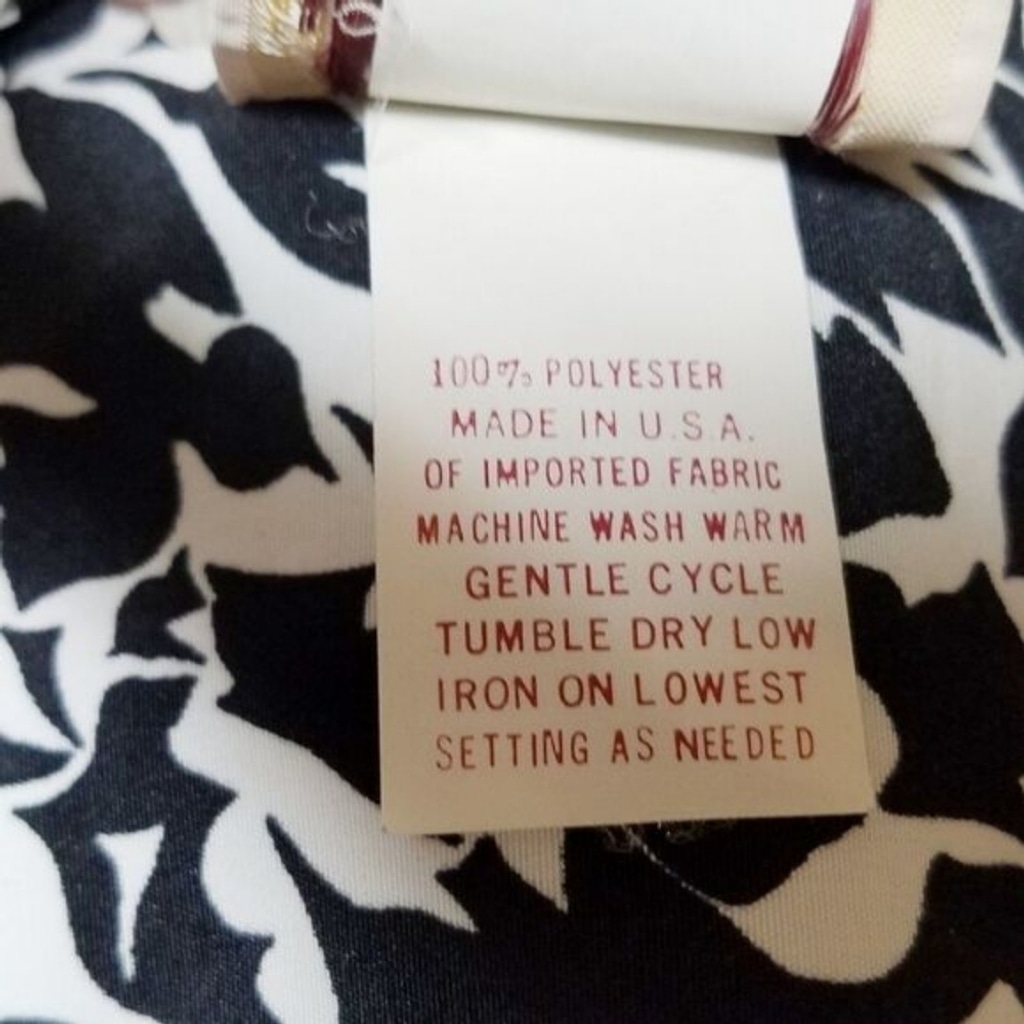 100% POLYESTER
MADE IN U.S.A.
OF IMPORTED FABRIC
MACHINE WASH WARM
GENTLE CYCLE
TUMBLE DRY LOW
IRON ON LOWEST
SETTING AS NEEDED